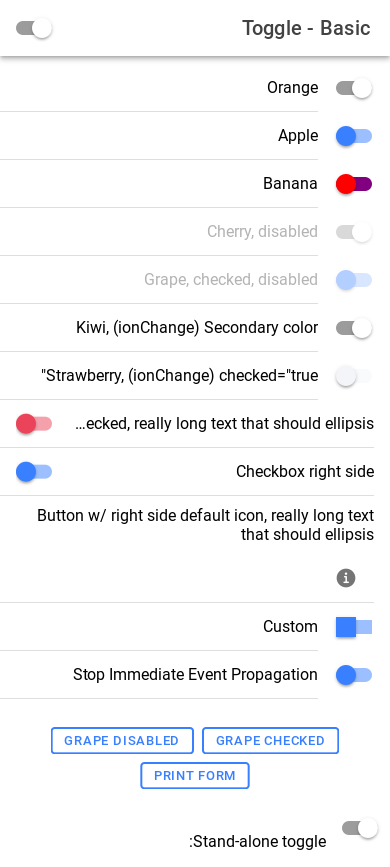 Toggle - Basic
Orange
Apple
Banana
Cherry, disabled
Grape, checked, disabled
Kiwi, (ionChange) Secondary color
"Strawberry, (ionChange) checked="true
...ecked, really long text that should ellipsis
Checkbox right side
Button w/ right side default icon, really long text
that should ellipsis
Custom
Stop Immediate Event Propagation
GRAPE DISABLED GRAPE CHECKED
PRINT FORM
:Stand-alone toggle